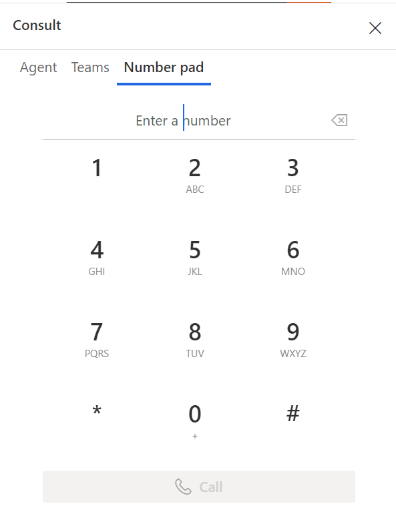 Consult
Agent Teams Number pad
Enter a number
1 2 3
ABC DEF
4 5 6
GHI JKL MNO
7 8 9
PQRS TUV WXYZ
* 0 #
+
Call